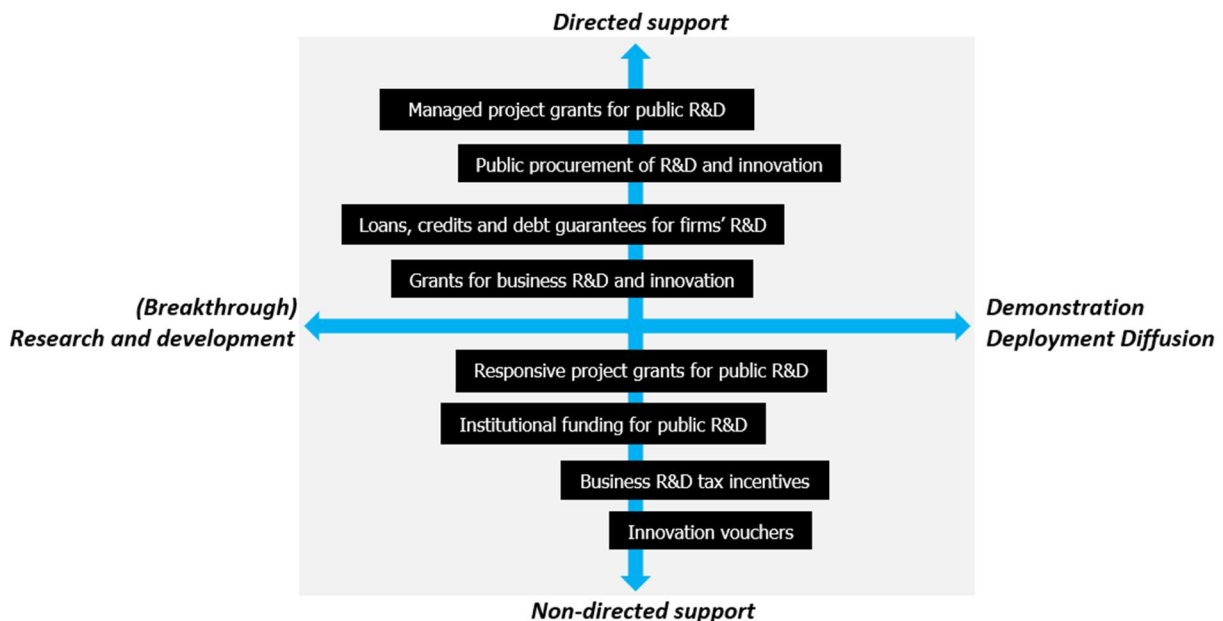 Directed support
Managed project grants for public R&D
Public procurement of R&D and innovation
Loans, credits and debt guarantees for firms' R&D
Grants for business R&D and innovation
(Breakthrough)
Research and development
Demonstration
Deployment Diffusion
Responsive project grants for public R&D
Institutional funding for public R&D
Business R&D tax incentives
Innovation vouchers
Non-directed support